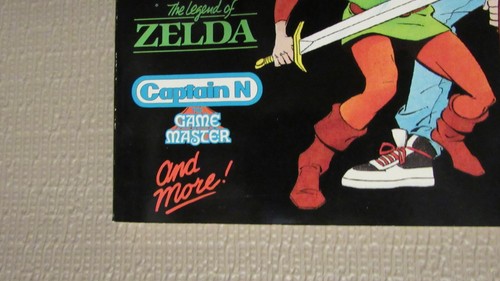 The Legend of
ZELDA
Captain N
GAME
MASTER
and
more!